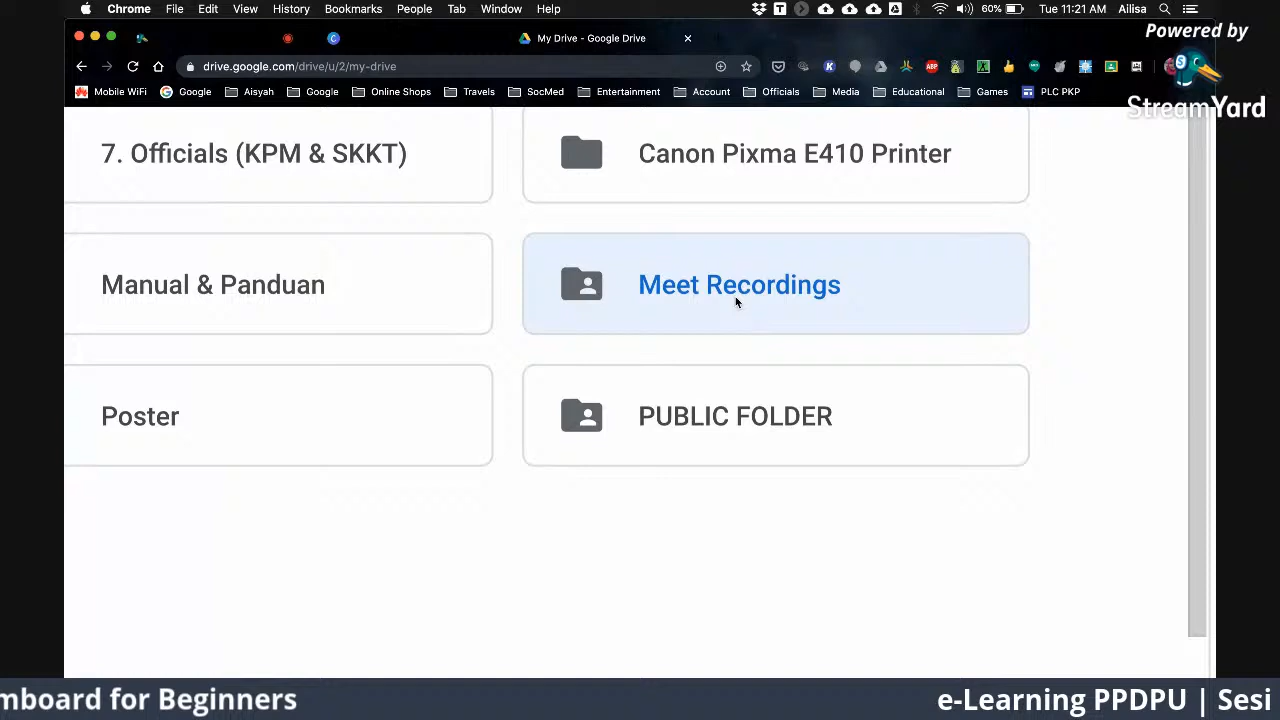 Chrome File Edit View History Bookmarks People Tab Window Help 60% Tue 11:21 AM Ailisa
Powered by
StreamYard
My Drive - Google Drive
drive.google.com/drive/u/2/my-drive
Mobile WiFi Google Aisyah Google Online Shops Travels SocMed Entertainment Account Officials Media Educational Games PLC PKP
7. Officials (KPM & SKKT) Canon Pixma E410 Printer
Manual & Panduan Meet Recordings
Poster PUBLIC FOLDER
mboard for Beginners e-Learning PPDPU | Sesi